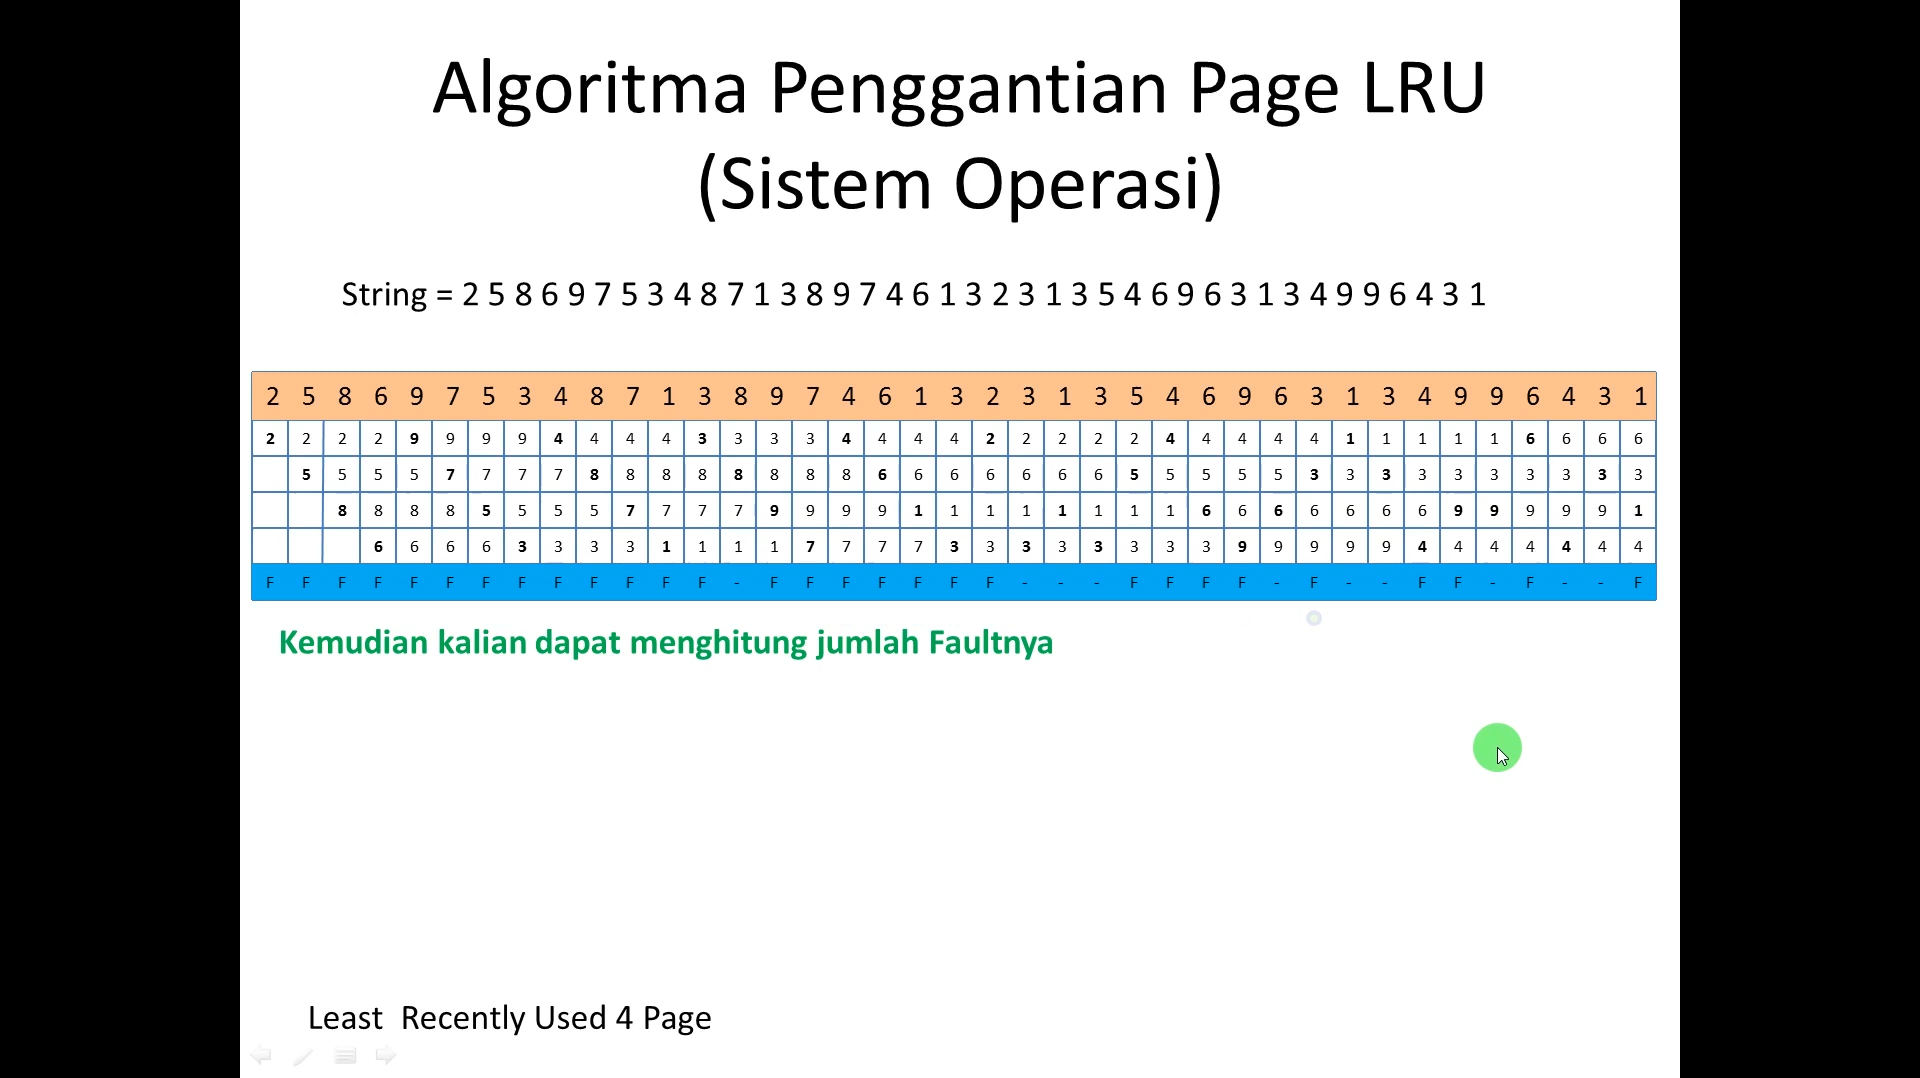 Algoritma Penggantian Page LRU
(Sistem Operasi)
String = 2 5 8 6 9 7 5 3 4 8 7 1 3 8 9 7 4 6 1 3 2 3 1 3 5 4 6 9 6 3 1 3 4 9 9 6 4 3 1
2 5 8 6 9 7 5 3 4 8 7 1 3 8 9 7 4 6 1 3 2 3 1 3 5 4 6 9 6 3 1 3 4 9 9 6 4 3 1
2 2 2 2 9 9 9 9 4 4 4 4 3 3 3 3 4 4 4 4 2 2 2 2 2 4 4 4 4 4 1 1 1 1 1 6 6 6 6
5 5 5 5 7 7 7 7 8 8 8 8 8 8 8 8 6 6 6 6 6 6 6 5 5 5 5 5 3 3 3 3 3 3 3 3 3 3
8 8 8 8 5 5 5 5 7 7 7 7 9 9 9 9 1 1 1 1 1 1 1 1 6 6 6 6 6 6 6 9 9 9 9 9 1
6 6 6 6 3 3 3 3 1 1 1 1 7 7 7 7 3 3 3 3 3 3 3 3 9 9 9 9 9 4 4 4 4 4 4 4
F F F F F F F F F F F F F - F F F F F F F - - - F F F F - F - - F F - F - - F
Kemudian kalian dapat menghitung jumlah Faultnya
Least Recently Used 4 Page